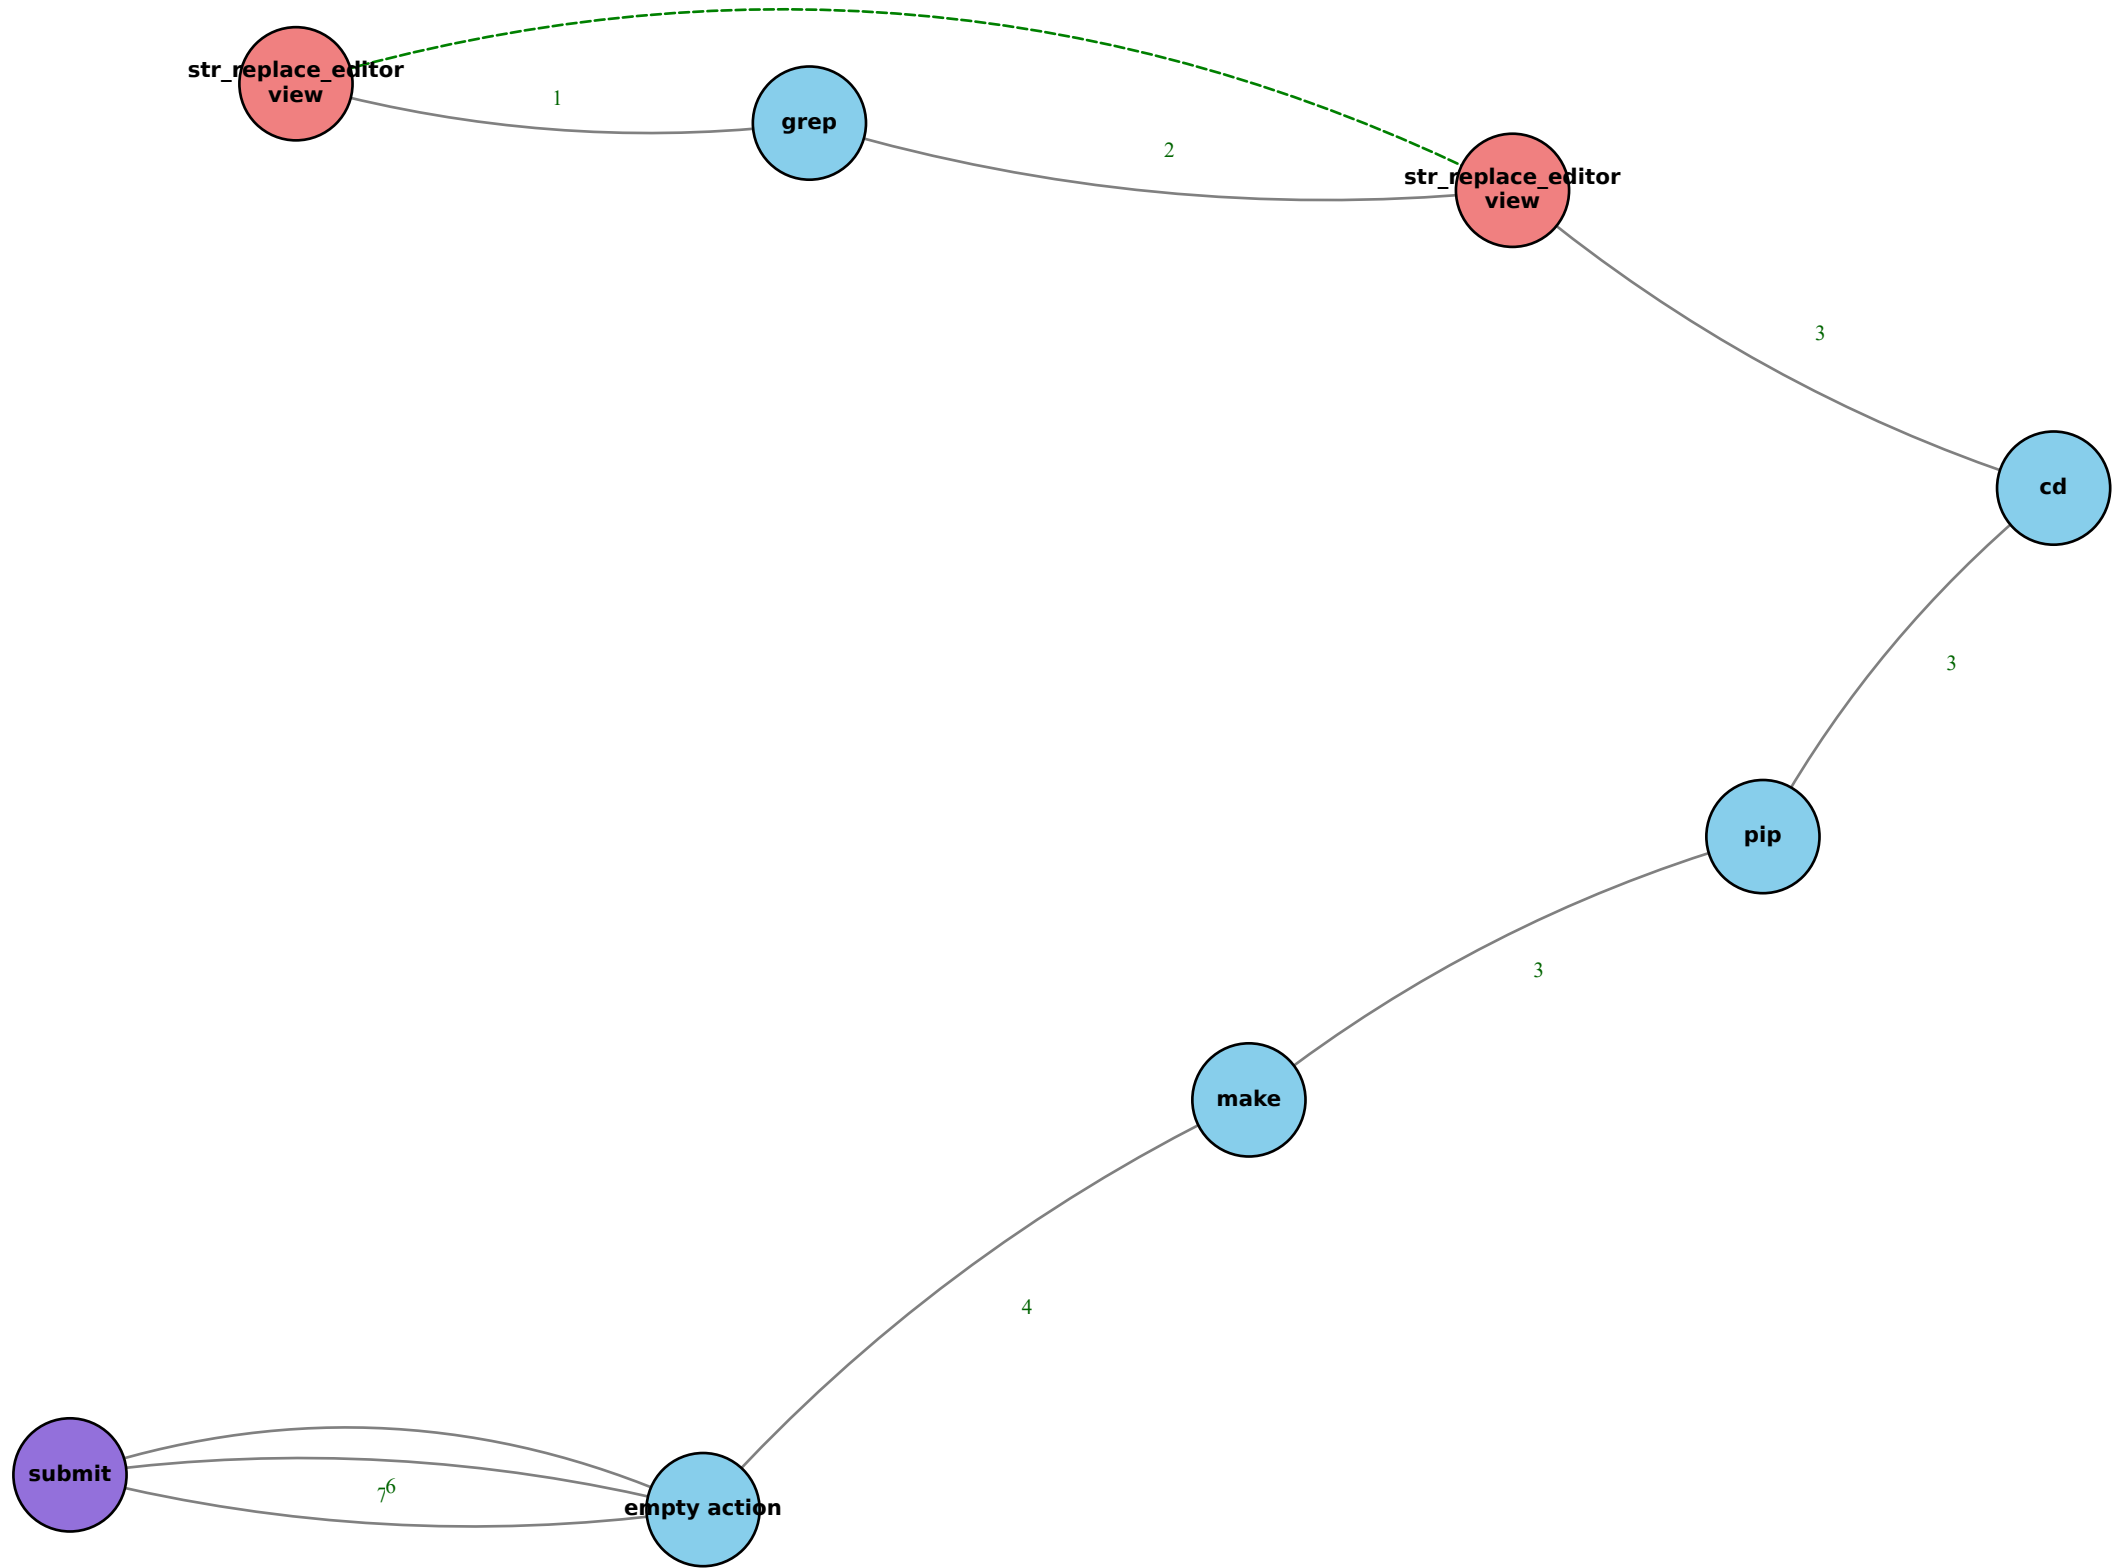 str_replace_editor
view
1
grep
2
str_replace_editor
view
3
cd
3
pip
3
make
4
submit
7
6
empty action